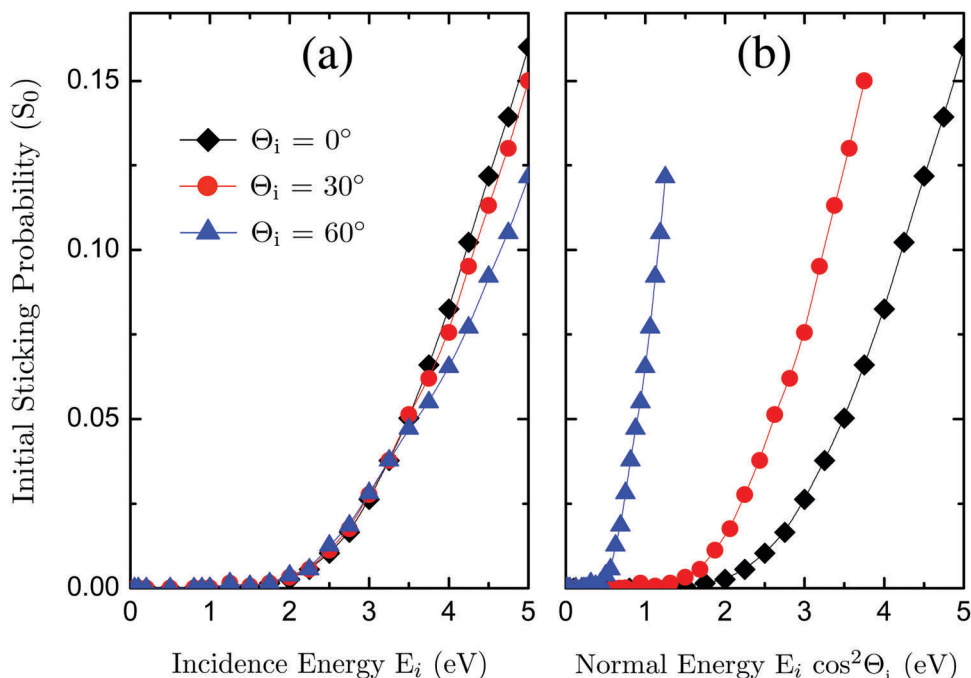 (a)
(b)
Initial Sticking Probability (S₀)
0.15
0.10
0.05
0.00
Θᵢ = 0°
Θᵢ = 30°
Θᵢ = 60°
0 1 2 3 4 5
0 1 2 3 4 5
Incidence Energy Eᵢ (eV)
Normal Energy Eᵢ cos²Θᵢ (eV)